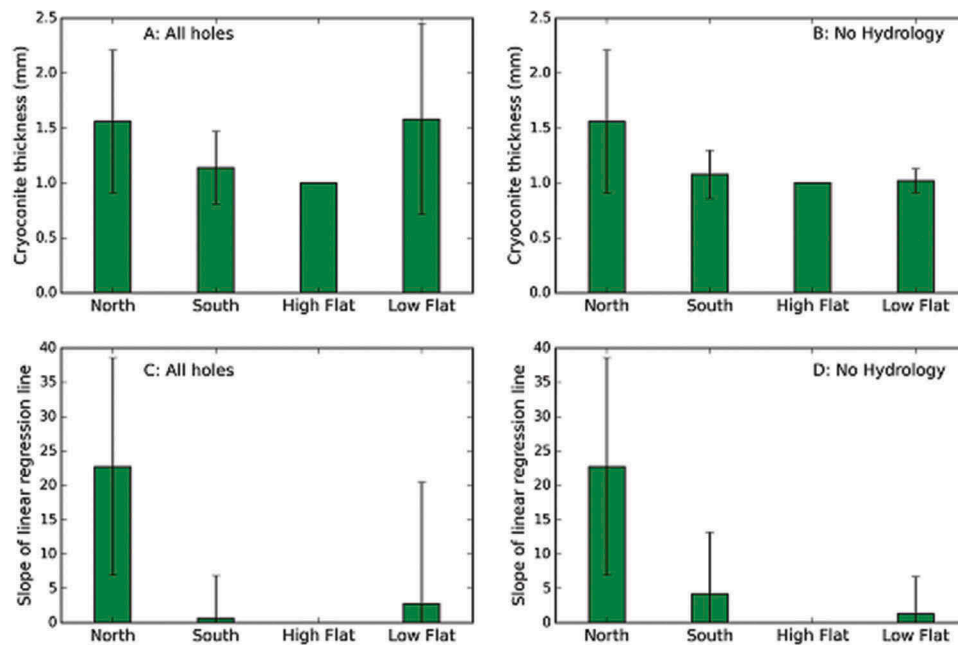 A: All holes
Cryoconite thickness (mm)
2.5
2.0
1.5
1.0
0.5
0.0
North South High Flat Low Flat
B: No Hydrology
Cryoconite thickness (mm)
2.5
2.0
1.5
1.0
0.5
0.0
North South High Flat Low Flat
C: All holes
Slope of linear regression line
40
35
30
25
20
15
10
5
0
North South High Flat Low Flat
D: No Hydrology
Slope of linear regression line
40
35
30
25
20
15
10
5
0
North South High Flat Low Flat